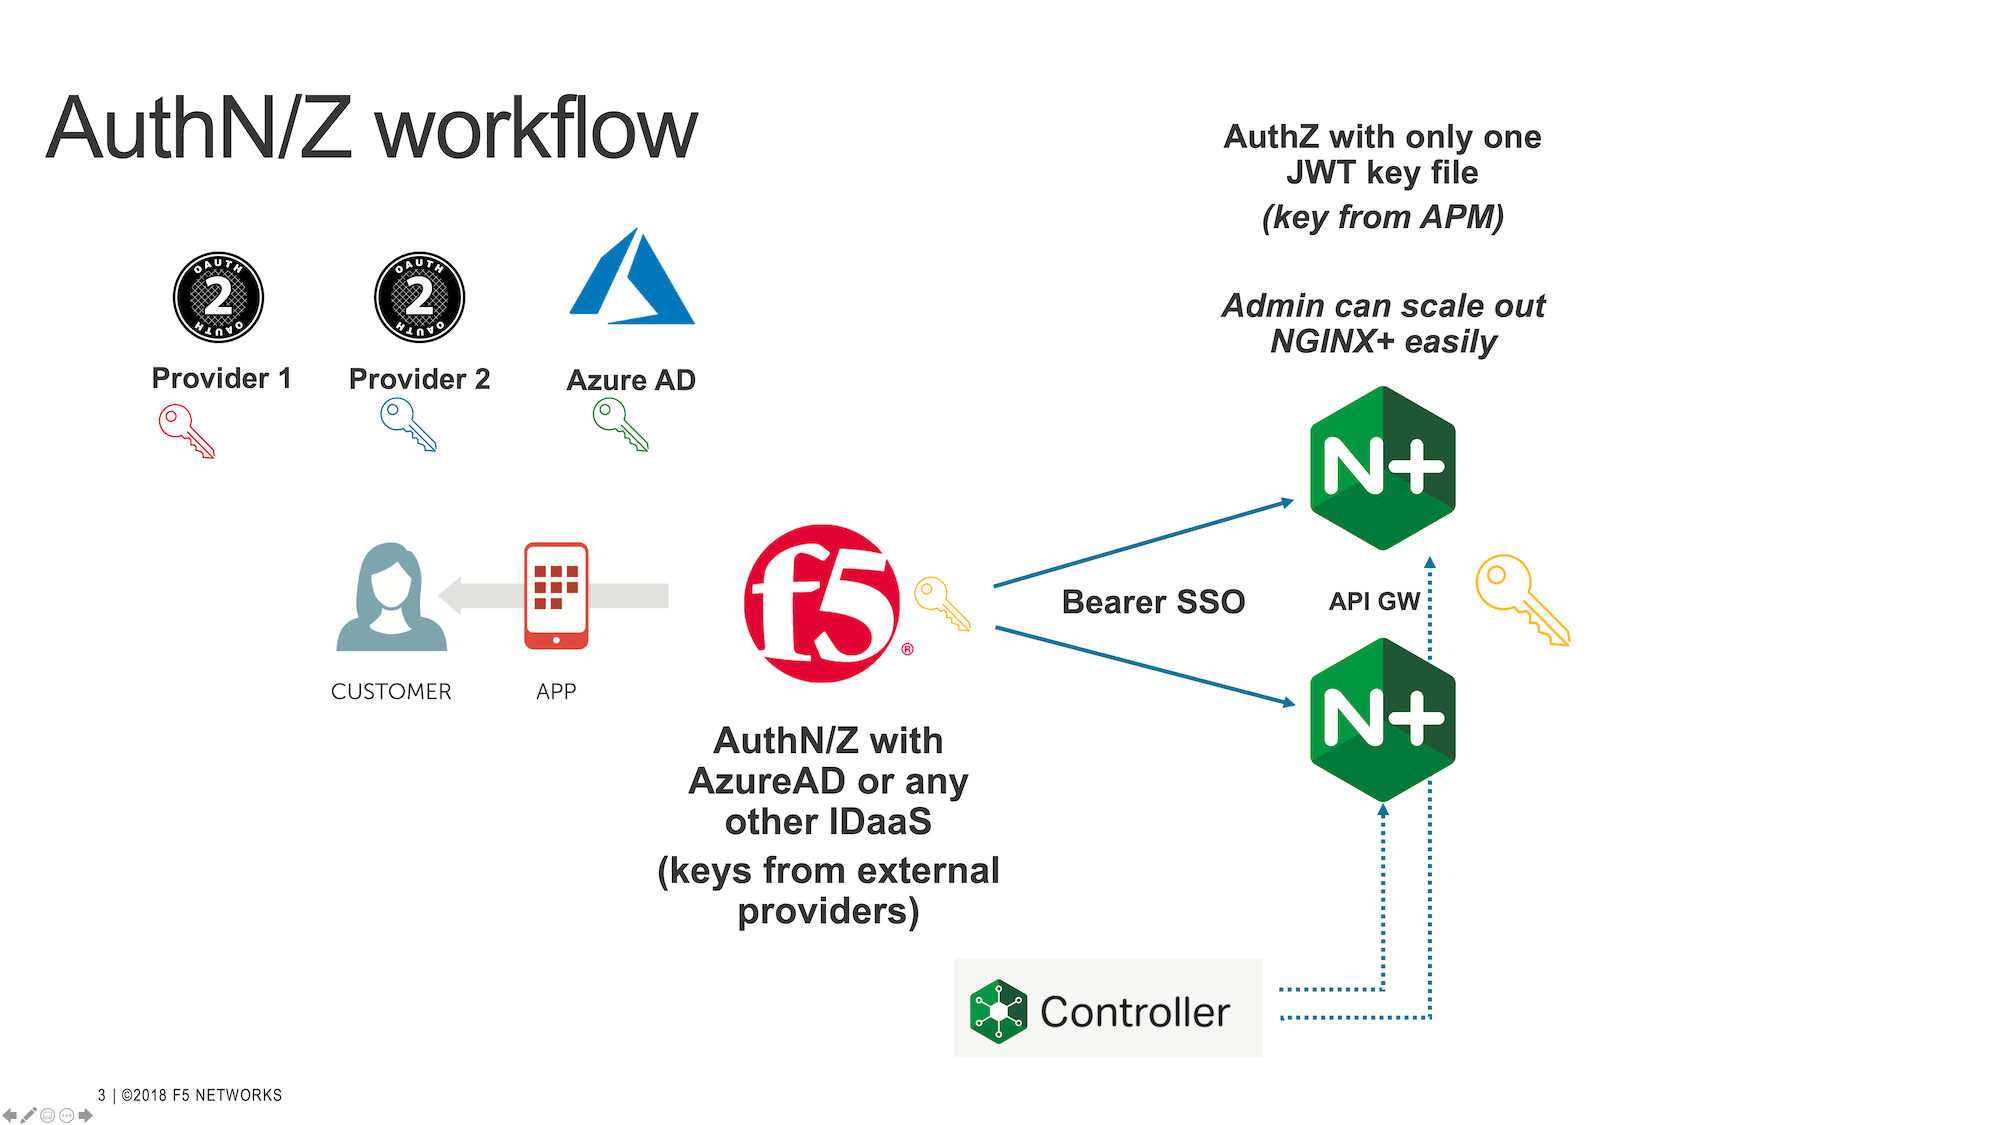 AuthN/Z workflow
AuthZ with only one
JWT key file
(key from APM)
Admin can scale out
NGINX+ easily
OAUTH
2
OAUTH
OAUTH
2
OAUTH
Provider 1
Provider 2
Azure AD
N+
f5
®
Bearer SSO
API GW
CUSTOMER
APP
N+
AuthN/Z with
AzureAD or any
other IDaaS
(keys from external
providers)
Controller
3 | ©2018 F5 NETWORKS